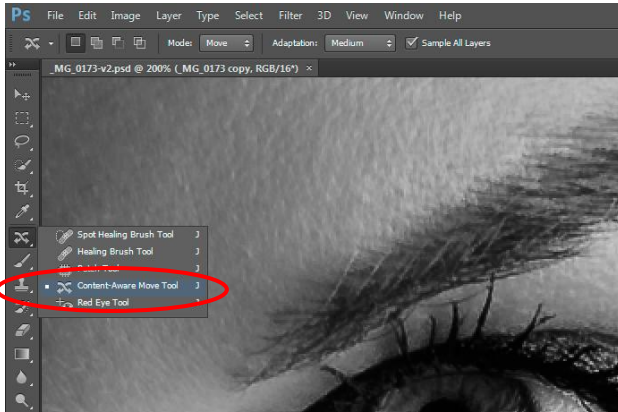 Ps File Edit Image Layer Type Select Filter 3D View Window Help
Mode: Move Adaptation: Medium Sample All Layers
_MG_0173-v2.psd @ 200% (_MG_0173 copy, RGB/16*) ×
Spot Healing Brush Tool J
Healing Brush Tool J
Patch Tool J
Content-Aware Move Tool J
Red Eye Tool J